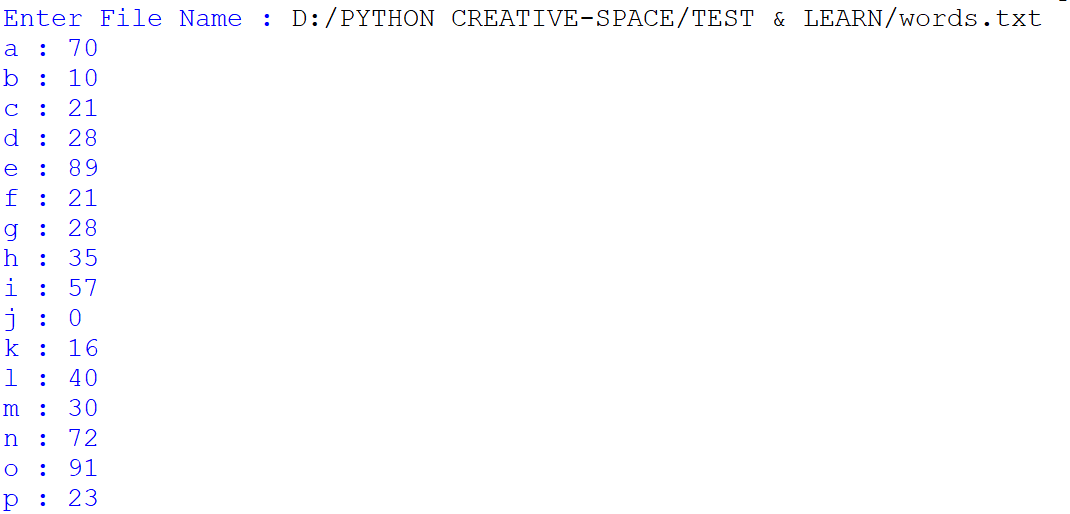 Enter File Name : D:/PYTHON CREATIVE-SPACE/TEST & LEARN/words.txt
a : 70
b : 10
c : 21
d : 28
e : 89
f : 21
g : 28
h : 35
i : 57
j : 0
k : 16
l : 40
m : 30
n : 72
o : 91
p : 23